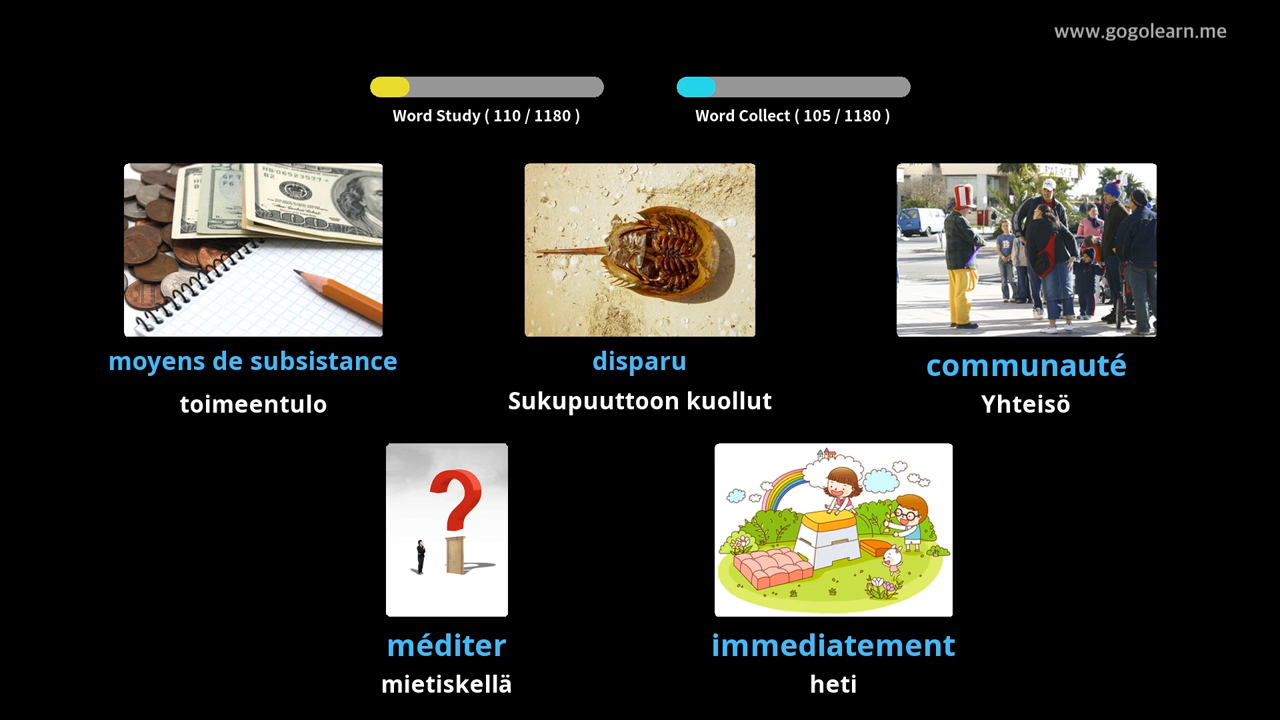 www.gogolearn.me
Word Study ( 110 / 1180 )
Word Collect ( 105 / 1180 )
moyens de subsistance
toimeentulo
disparu
Sukupuuttoon kuollut
communauté
Yhteisö
méditer
mietiskellä
immediatement
heti